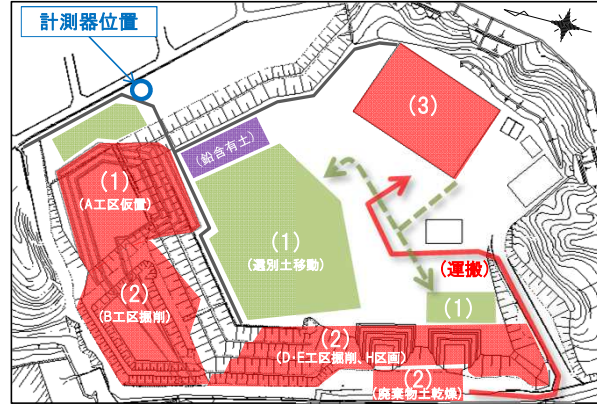 計測器位置
(3)
(鉛含有土)
(1)
(A工区仮置)
(1)
(選別土移動)
(運搬)
(2)
(B工区掘削)
(1)
(2)
(D・E工区掘削、H区画)
(2)
(廃棄物土乾燥)